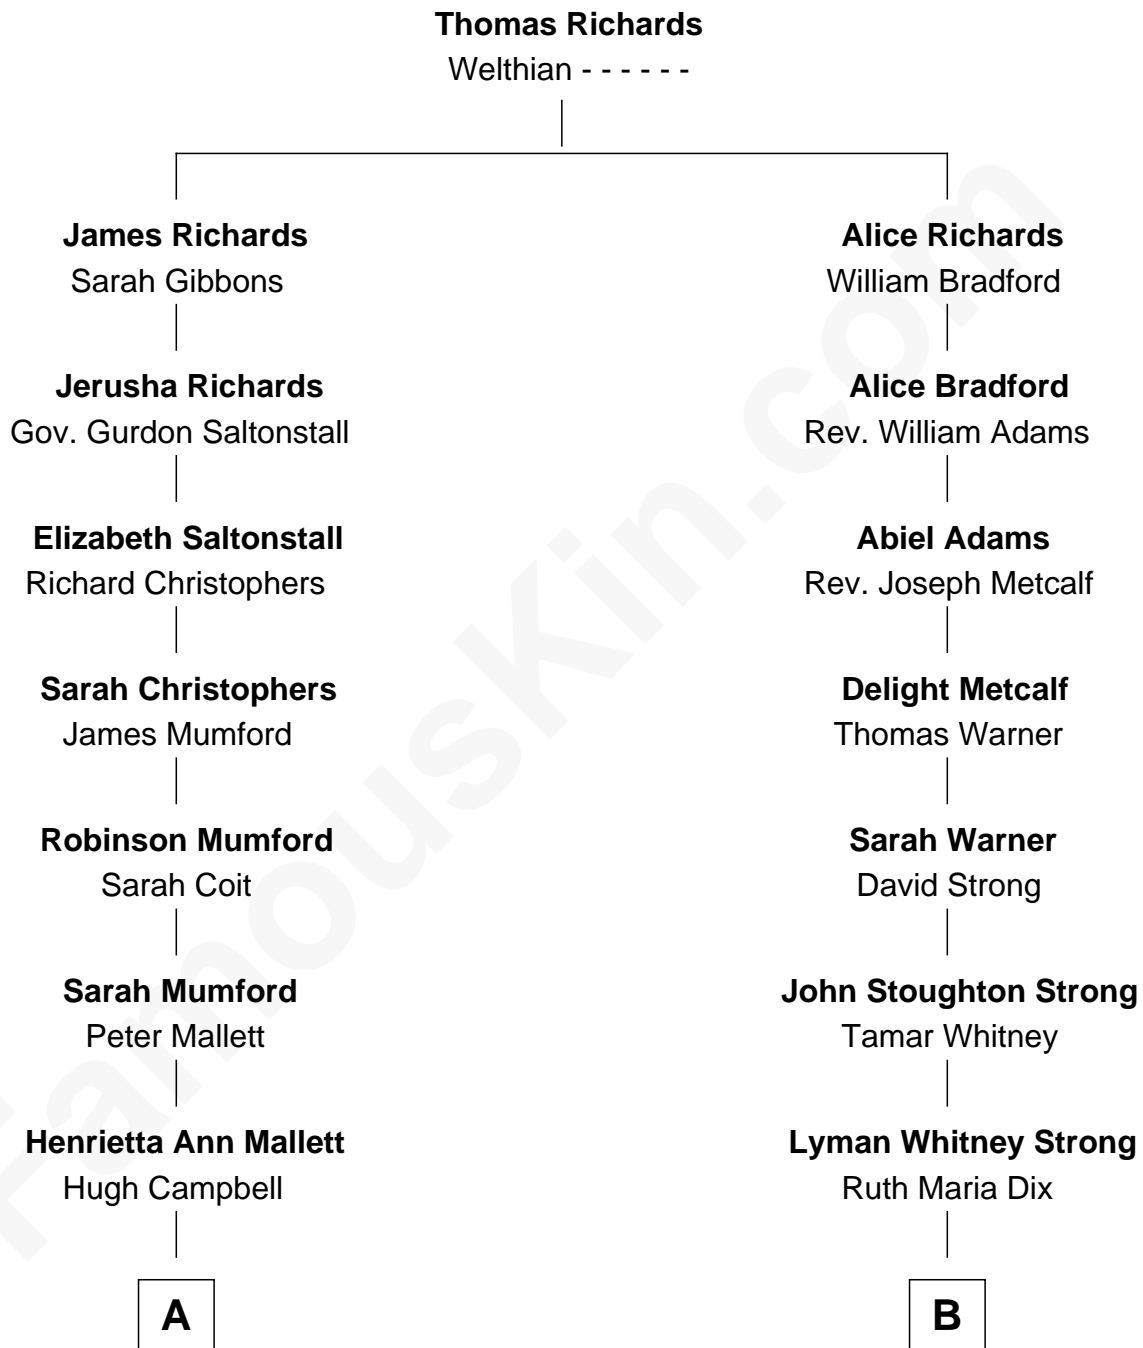 Thomas Richards
Welthian - - - - - -
James Richards
Sarah Gibbons
Alice Richards
William Bradford
Jerusha Richards
Gov. Gurdon Saltonstall
Alice Bradford
Rev. William Adams
Elizabeth Saltonstall
Richard Christophers
Abiel Adams
Rev. Joseph Metcalf
Sarah Christophers
James Mumford
Delight Metcalf
Thomas Warner
Robinson Mumford
Sarah Coit
Sarah Warner
David Strong
Sarah Mumford
Peter Mallett
John Stoughton Strong
Tamar Whitney
Henrietta Ann Mallett
Hugh Campbell
Lyman Whitney Strong
Ruth Maria Dix
A
B
FamousKin.com